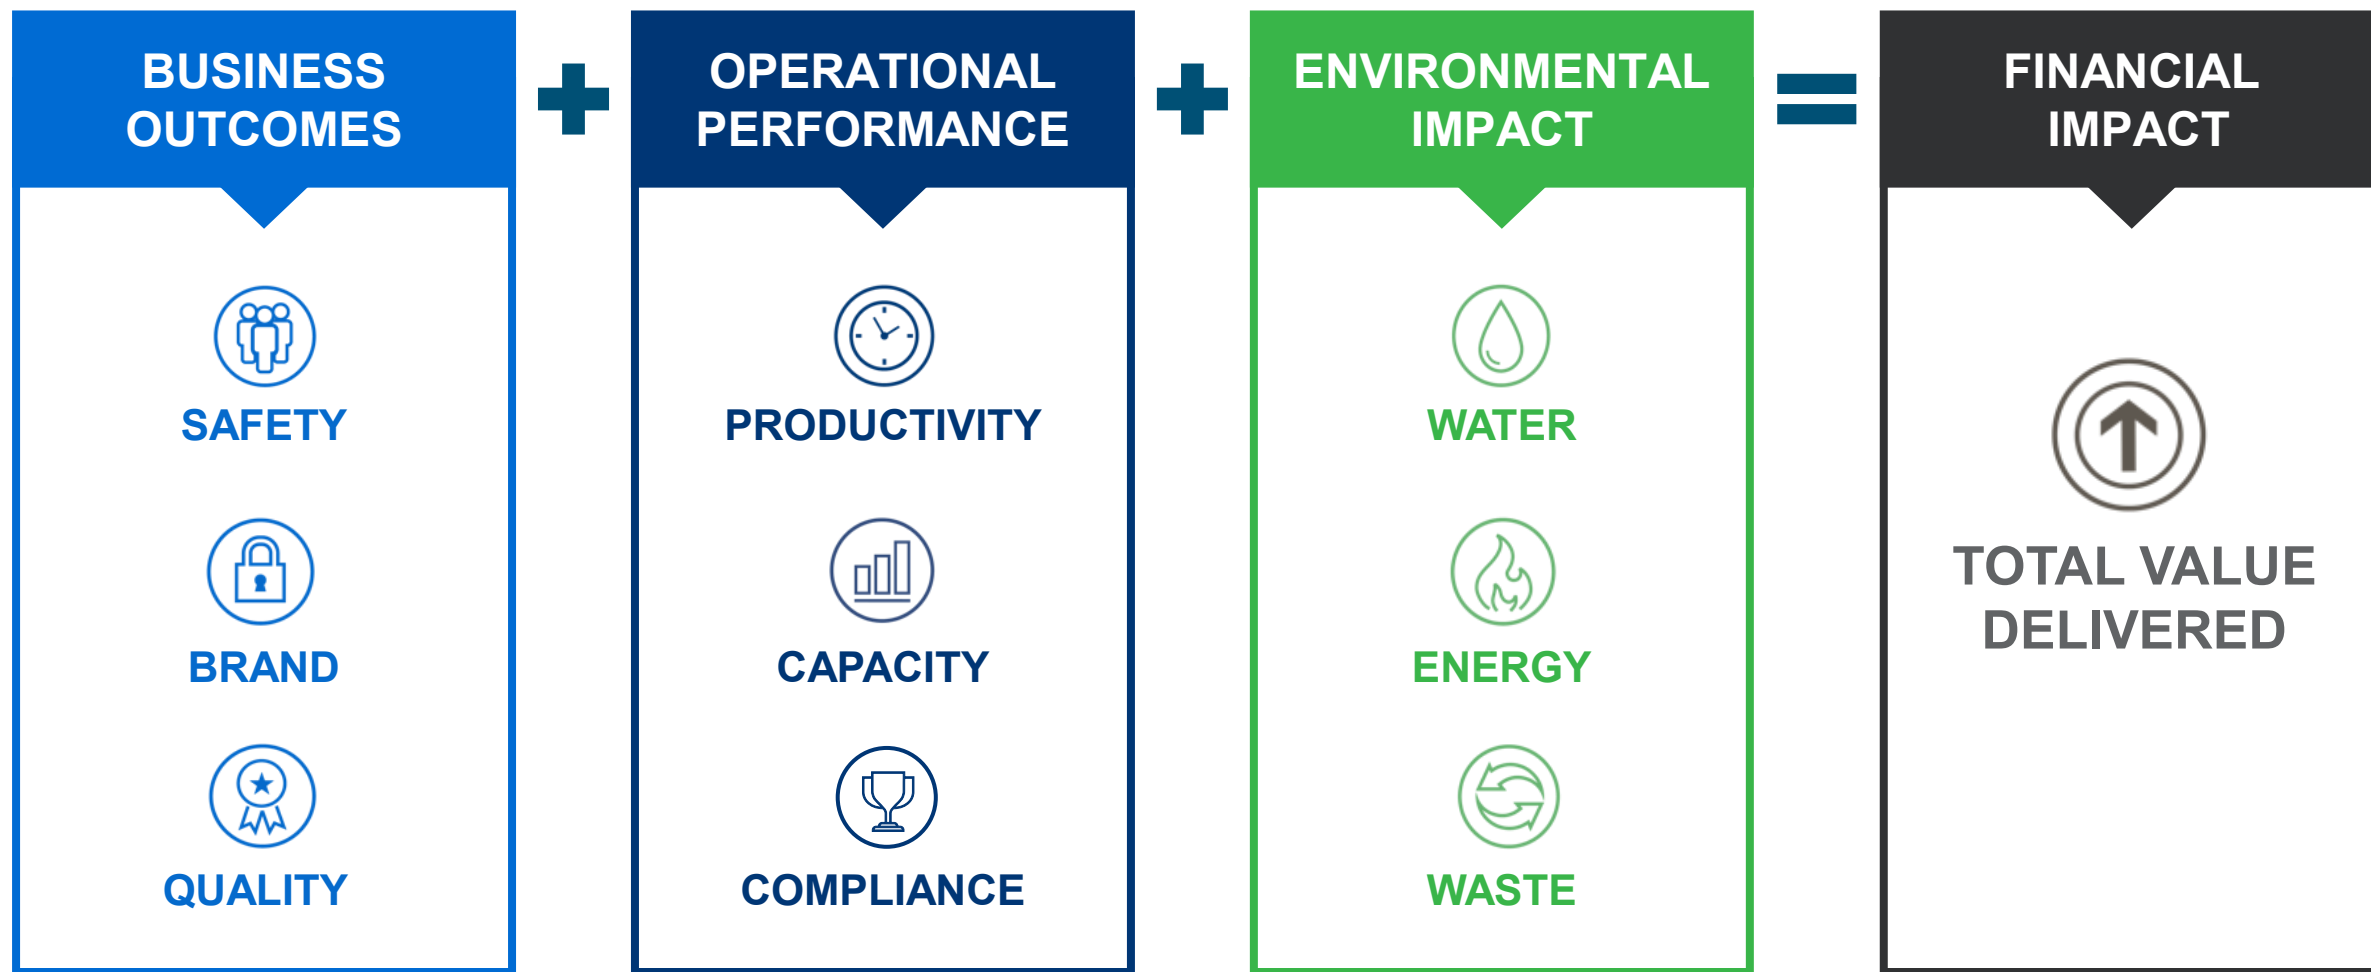 BUSINESS
OUTCOMES
SAFETY
BRAND
QUALITY
OPERATIONAL
PERFORMANCE
PRODUCTIVITY
CAPACITY
COMPLIANCE
ENVIRONMENTAL
IMPACT
WATER
ENERGY
WASTE
FINANCIAL
IMPACT
TOTAL VALUE
DELIVERED